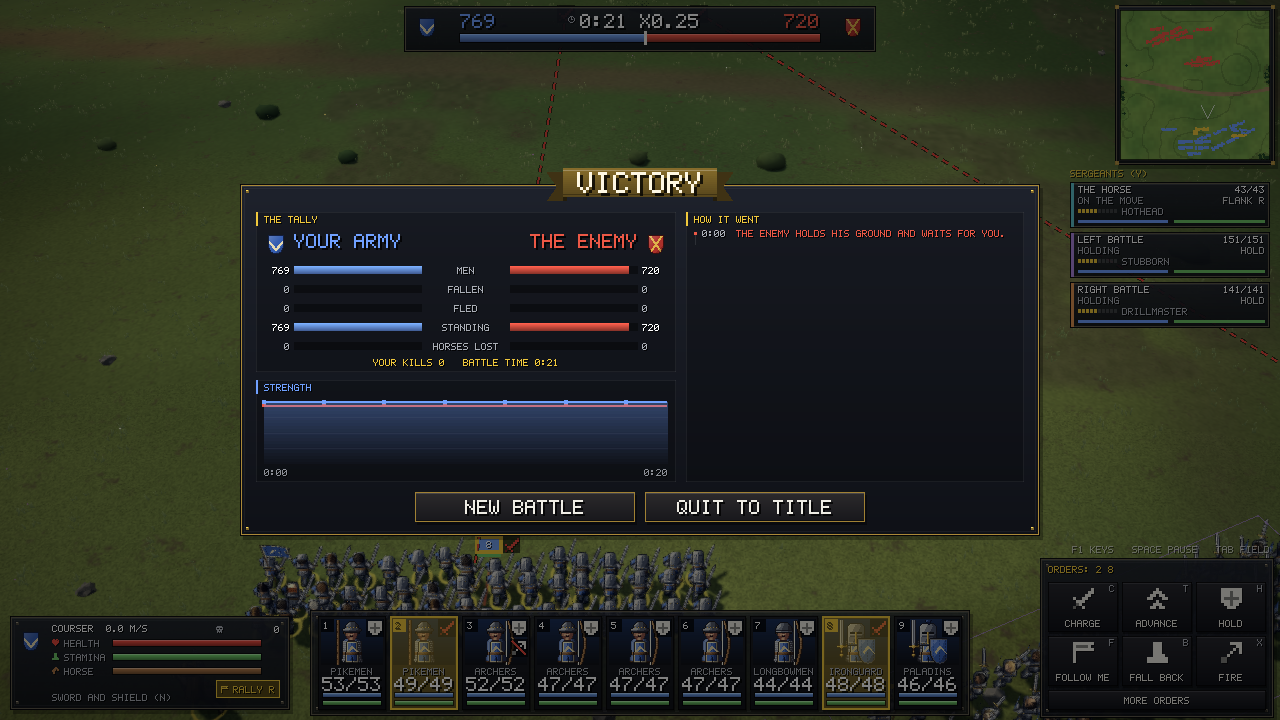 769 0:21 X0.25 720
SERGEANTS (Y)
THE HORSE 43/43
ON THE MOVE FLANK R
HOTHEAD
LEFT BATTLE 151/151
HOLDING HOLD
STUBBORN
RIGHT BATTLE 141/141
HOLDING HOLD
DRILLMASTER
VICTORY
THE TALLY
YOUR ARMY THE ENEMY
769 MEN 720
0 FALLEN 0
0 FLED 0
769 STANDING 720
0 HORSES LOST 0
YOUR KILLS 0 BATTLE TIME 0:21
STRENGTH
0:00 0:20
HOW IT WENT
0:00 THE ENEMY HOLDS HIS GROUND AND WAITS FOR YOU.
NEW BATTLE QUIT TO TITLE
8
F1 KEYS SPACE PAUSE TAB FIELD
COURSER 0.0 M/S 0
HEALTH
STAMINA
HORSE
SWORD AND SHIELD (N)
RALLY R
1 PIKEMEN 53/53
2 PIKEMEN 49/49
3 ARCHERS 52/52
4 ARCHERS 47/47
5 ARCHERS 47/47
6 ARCHERS 47/47
7 LONGBOWMEN 44/44
8 IRONGUARD 48/48
9 PALADINS 46/46
ORDERS: 2 8
C CHARGE
T ADVANCE
H HOLD
F FOLLOW ME
B FALL BACK
X FIRE
MORE ORDERS